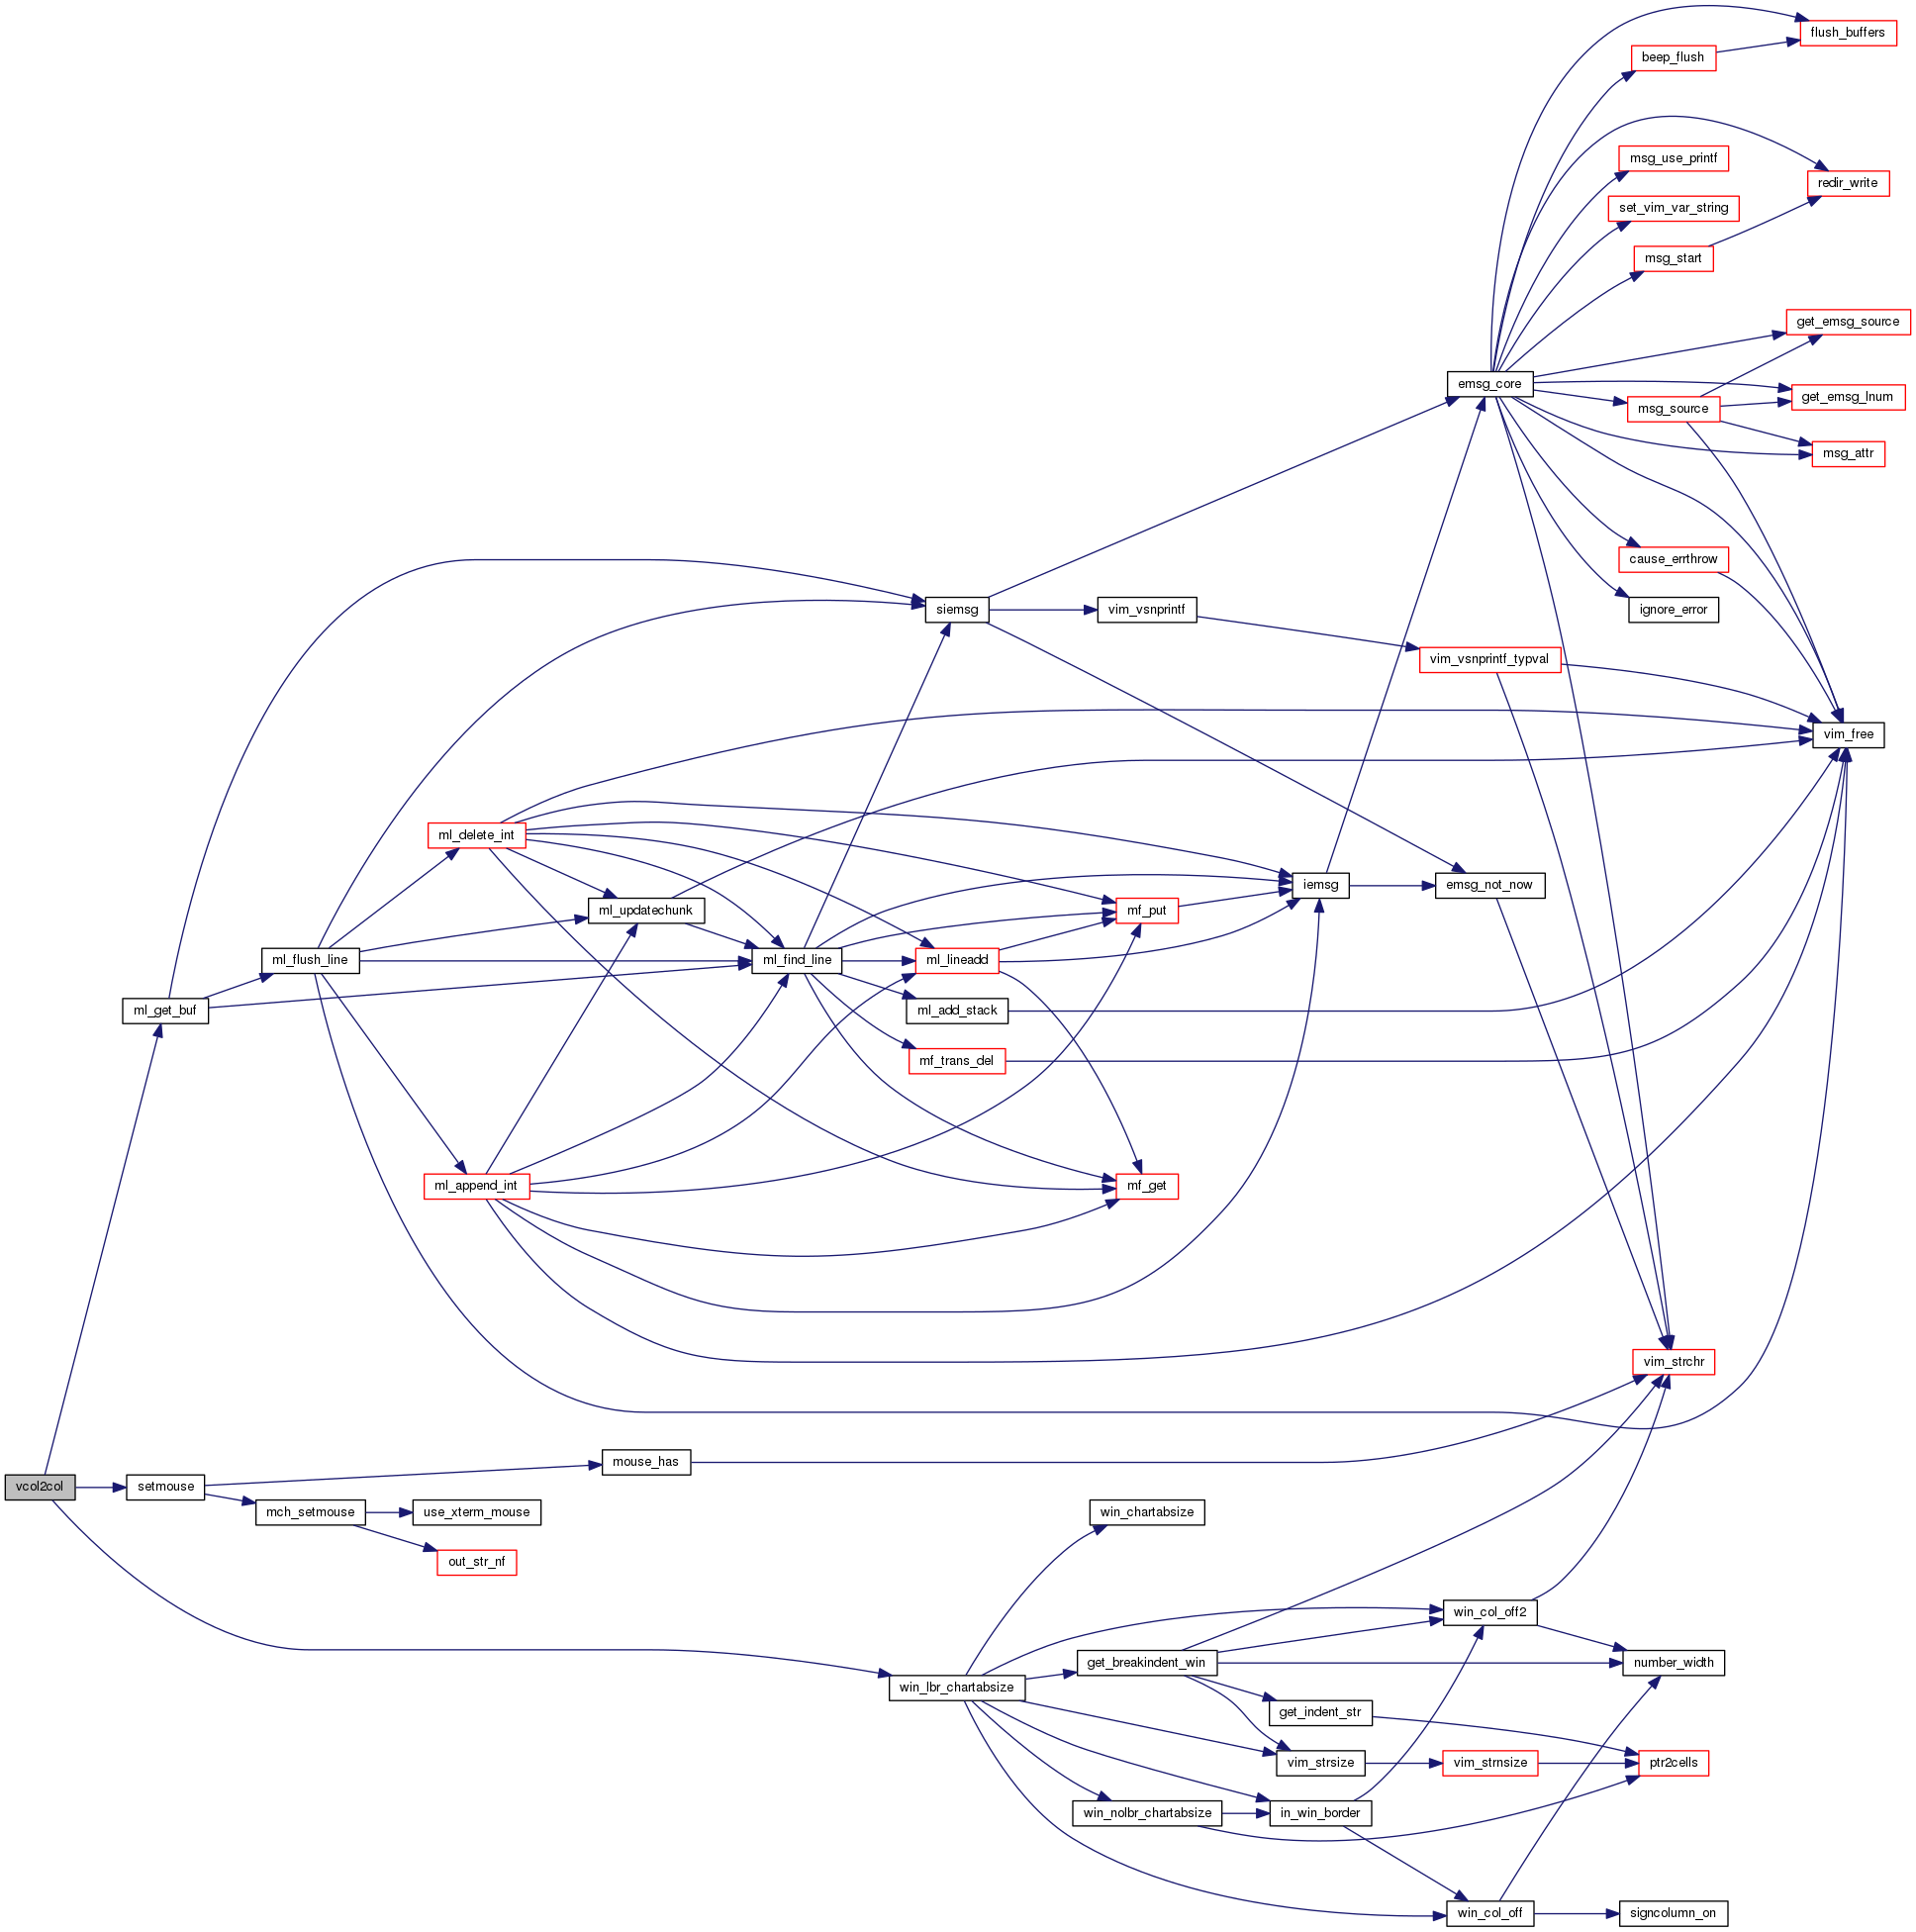 flush_buffers
beep_flush
msg_use_printf
redir_write
set_vim_var_string
msg_start
get_emsg_source
emsg_core
get_emsg_lnum
msg_source
msg_attr
cause_errthrow
siemsg
vim_vsnprintf
ignore_error
vim_vsnprintf_typval
vim_free
ml_delete_int
iemsg
emsg_not_now
ml_updatechunk
mf_put
ml_flush_line
ml_find_line
ml_lineadd
ml_get_buf
ml_add_stack
mf_trans_del
ml_append_int
mf_get
vim_strchr
mouse_has
vcol2col
setmouse
mch_setmouse
use_xterm_mouse
win_chartabsize
out_str_nf
win_col_off2
get_breakindent_win
number_width
win_lbr_chartabsize
get_indent_str
vim_strsize
vim_strnsize
ptr2cells
win_nolbr_chartabsize
in_win_border
win_col_off
signcolumn_on